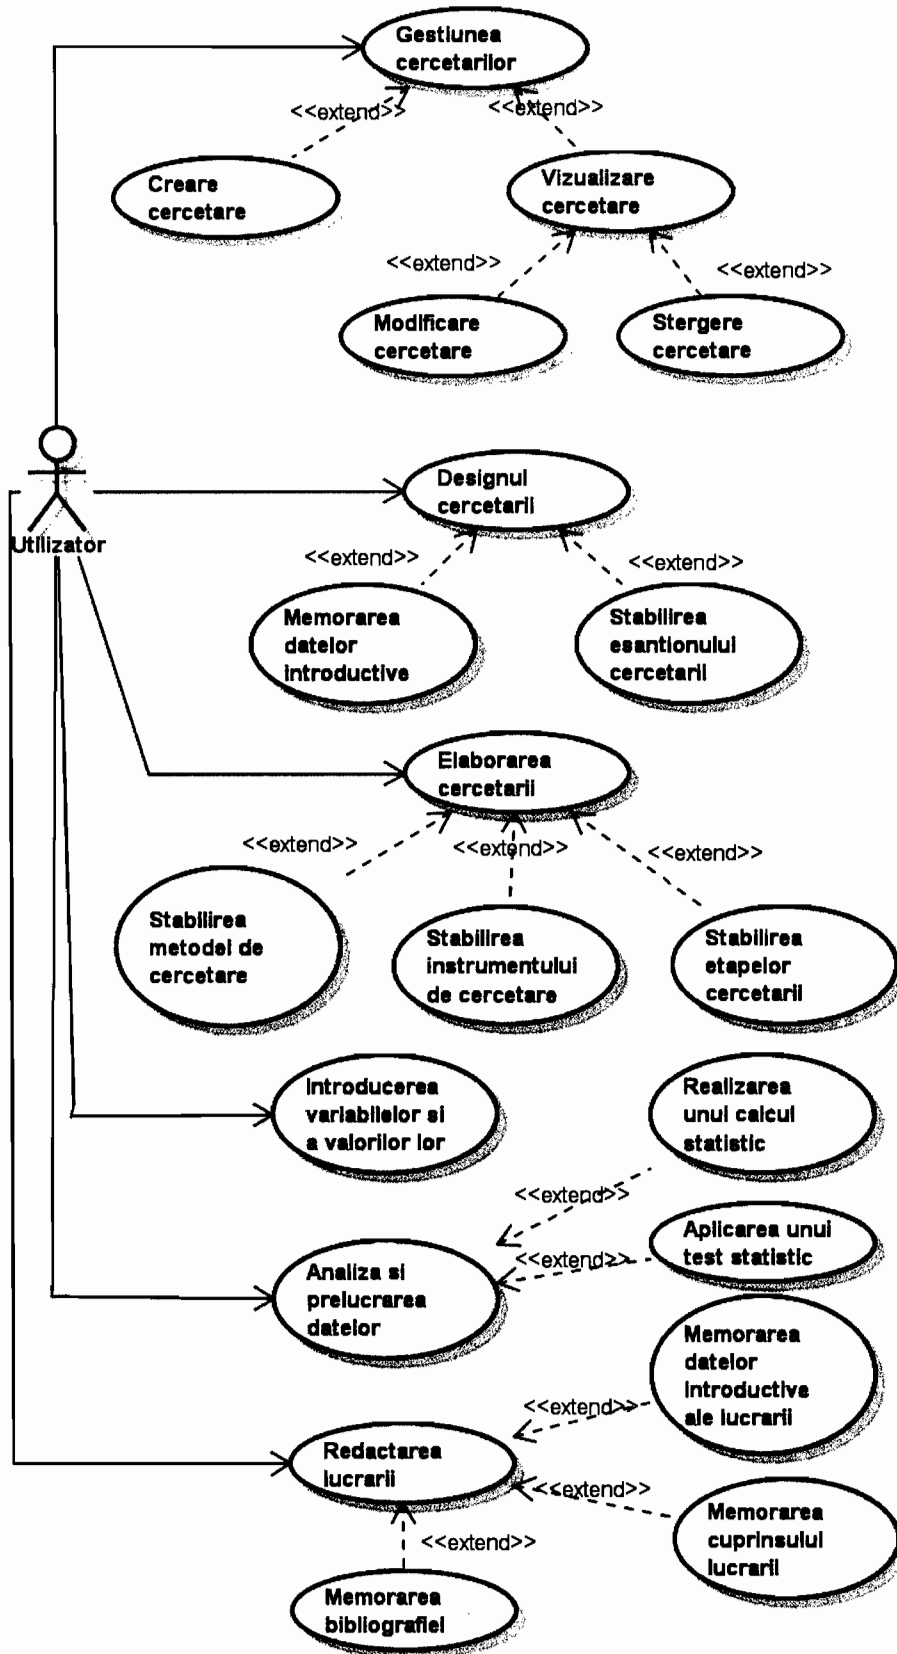 Gestiunea
cercetarilor
<<extend>>
<<extend>>
Creare
cercetare
Vizualizare
cercetare
<<extend>>
<<extend>>
Modificare
cercetare
Stergere
cercetare
Utilizator
Designul
cercetarii
<<extend>>
<<extend>>
Memorarea
datelor
introductive
Stabilirea
esantionului
cercetarii
Elaborarea
cercetarii
<<extend>>
<<extend>>
<<extend>>
Stabilirea
metodei de
cercetare
Stabilirea
instrumentului
de cercetare
Stabilirea
etapelor
cercetarii
Introducerea
variabilelor si
a valorilor lor
Realizarea
unui calcul
statistic
<<extend>>
Aplicarea unui
test statistic
<<extend>>
Analiza si
prelucrarea
datelor
Memorarea
datelor
introductive
ale lucrarii
<<extend>>
Redactarea
lucrarii
<<extend>>
Memorarea
cuprinsului
lucrarii
<<extend>>
Memorarea
bibliografiei